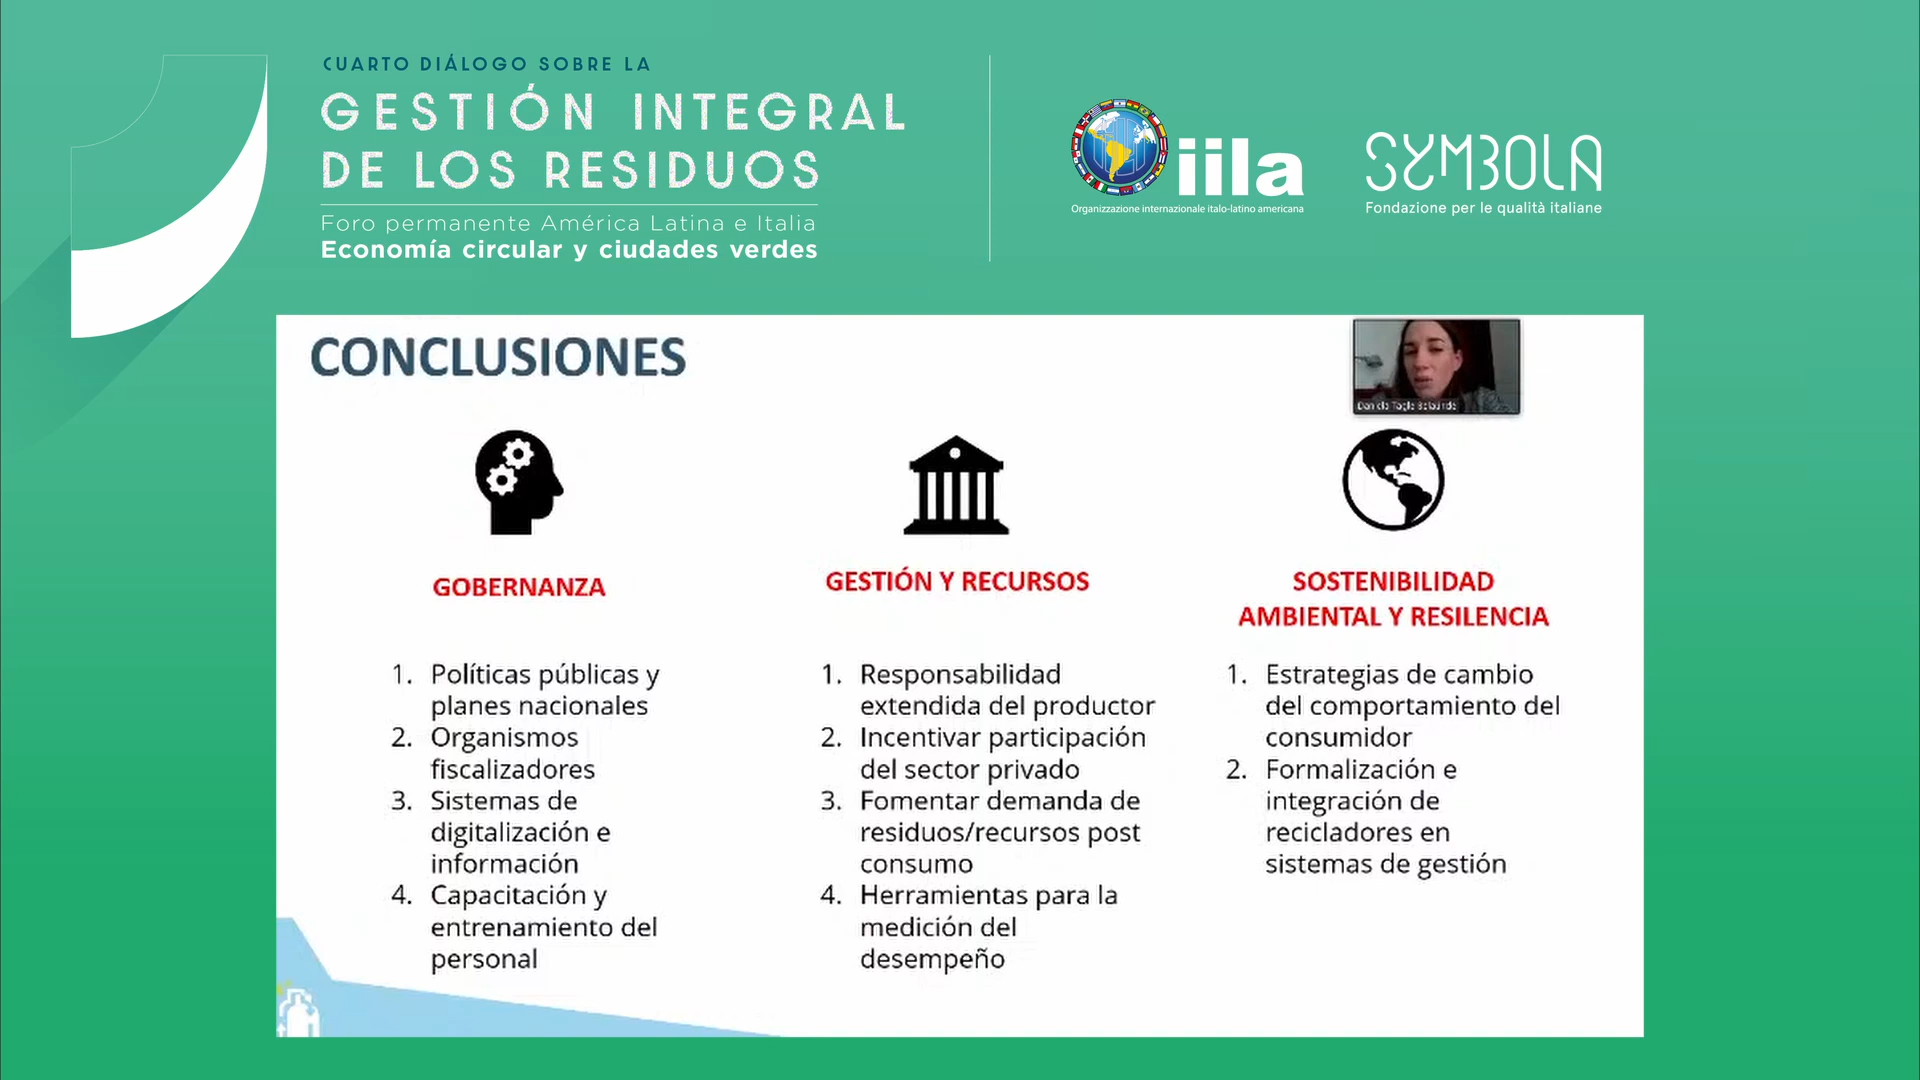 CUARTO DIÁLOGO SOBRE LA
GESTIÓN INTEGRAL
DE LOS RESIDUOS
Foro permanente América Latina e Italia
Economía circular y ciudades verdes
iila
Organizzazione internazionale italo-latino americana
SYMBOLA
Fondazione per le qualità italiane
CONCLUSIONES
Daniela Tagle Belaunde
GOBERNANZA
1. Políticas públicas y
planes nacionales
2. Organismos
fiscalizadores
3. Sistemas de
digitalización e
información
4. Capacitación y
entrenamiento del
personal
GESTIÓN Y RECURSOS
1. Responsabilidad
extendida del productor
2. Incentivar participación
del sector privado
3. Fomentar demanda de
residuos/recursos post
consumo
4. Herramientas para la
medición del
desempeño
SOSTENIBILIDAD
AMBIENTAL Y RESILENCIA
1. Estrategias de cambio
del comportamiento del
consumidor
2. Formalización e
integración de
recicladores en
sistemas de gestión